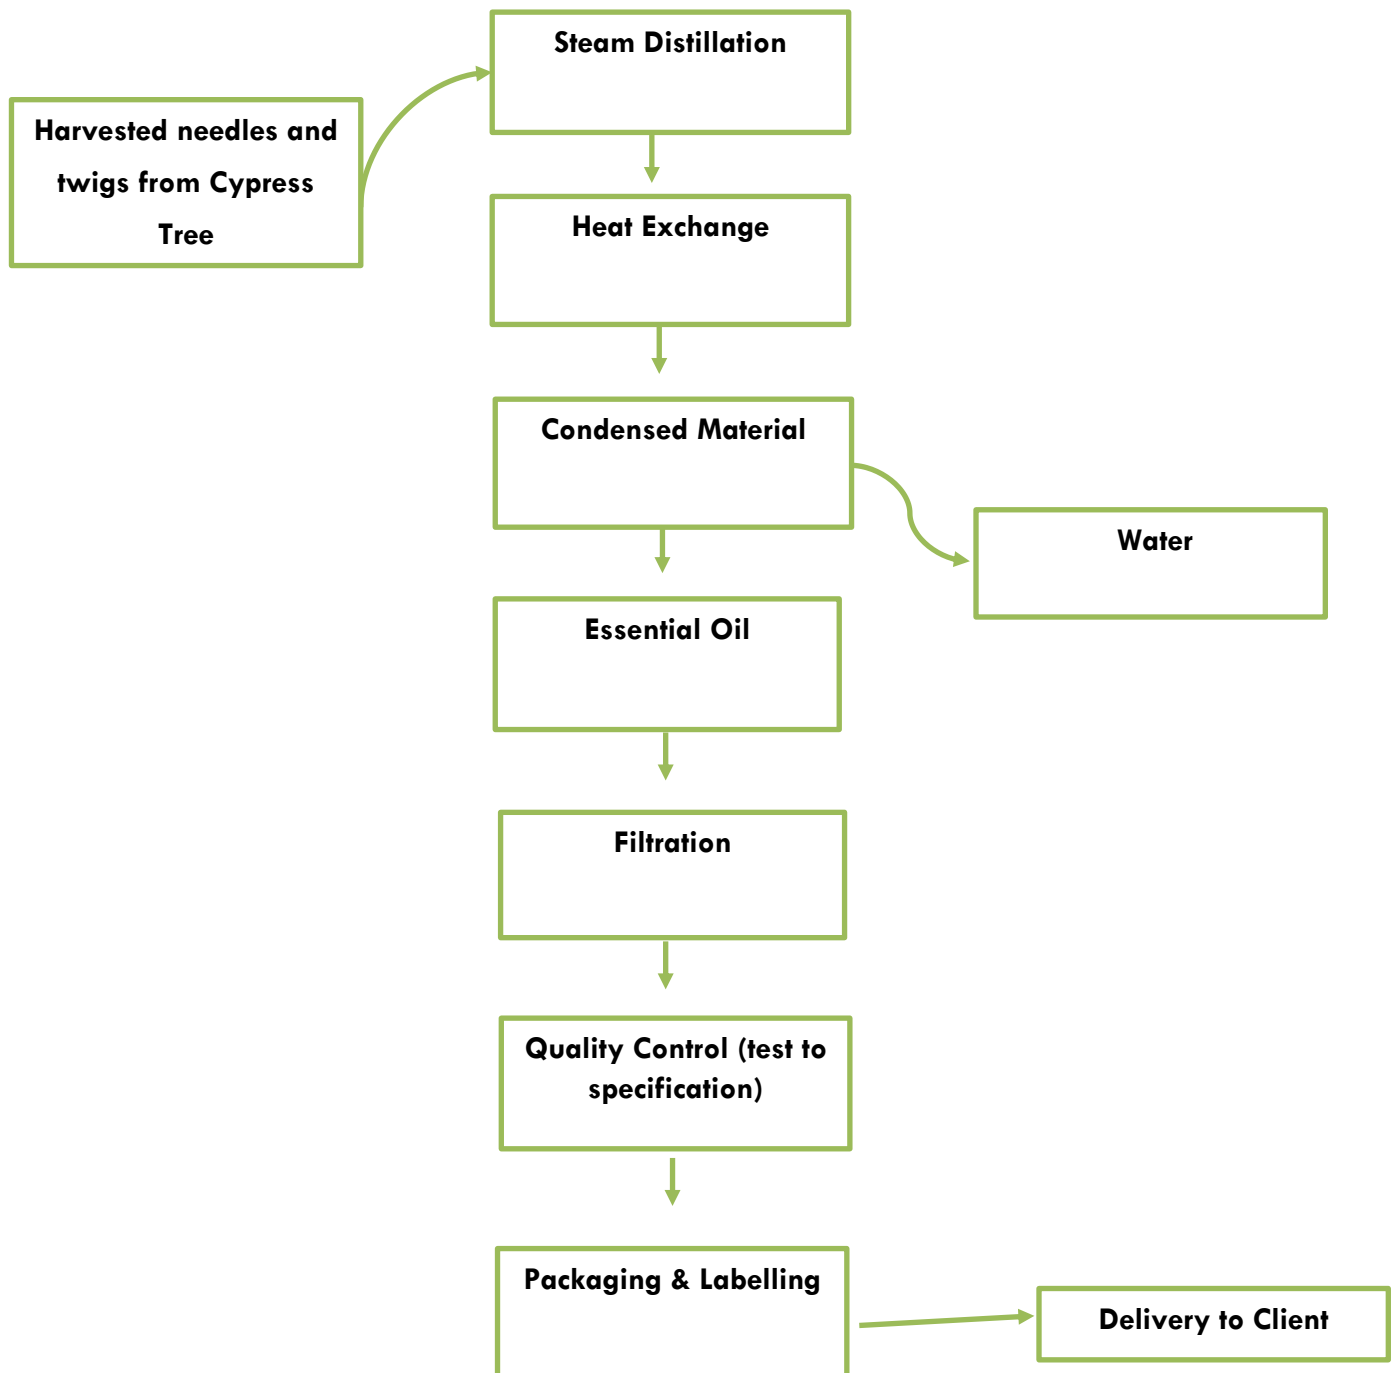 Steam Distillation
Harvested needles and
twigs from Cypress
Tree
Heat Exchange
Condensed Material
Water
Essential Oil
Filtration
Quality Control (test to
specification)
Packaging & Labelling
Delivery to Client